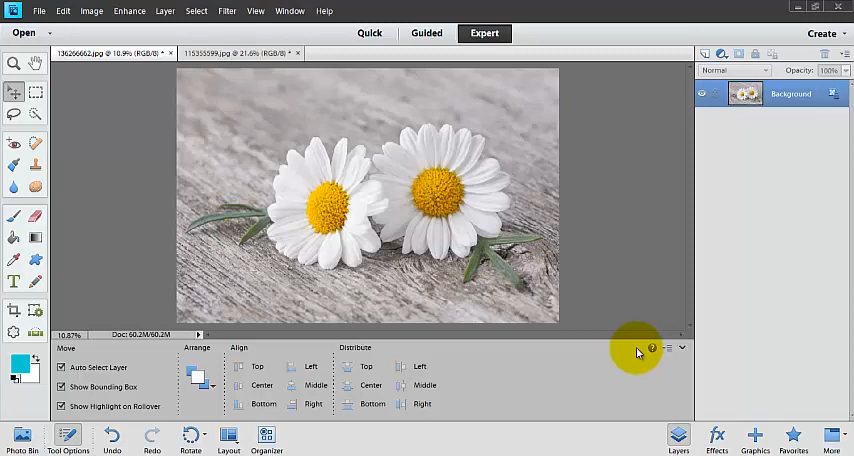 File Edit Image Enhance Layer Select Filter View Window Help
Open Quick Guided Expert Create
136266662.jpg @ 10.9% (RGB/8) * × 115355599.jpg @ 21.6% (RGB/8) * ×
Normal Opacity: 100%
Background
T
10.87% Doc: 60.2M/60.2M
Move Arrange Align Distribute
Auto Select Layer Top Left Top Left
Show Bounding Box Center Middle Center Middle
Show Highlight on Rollover Bottom Right Bottom Right
Photo Bin Tool Options Undo Redo Rotate Layout Organizer Layers Effects Graphics Favorites More